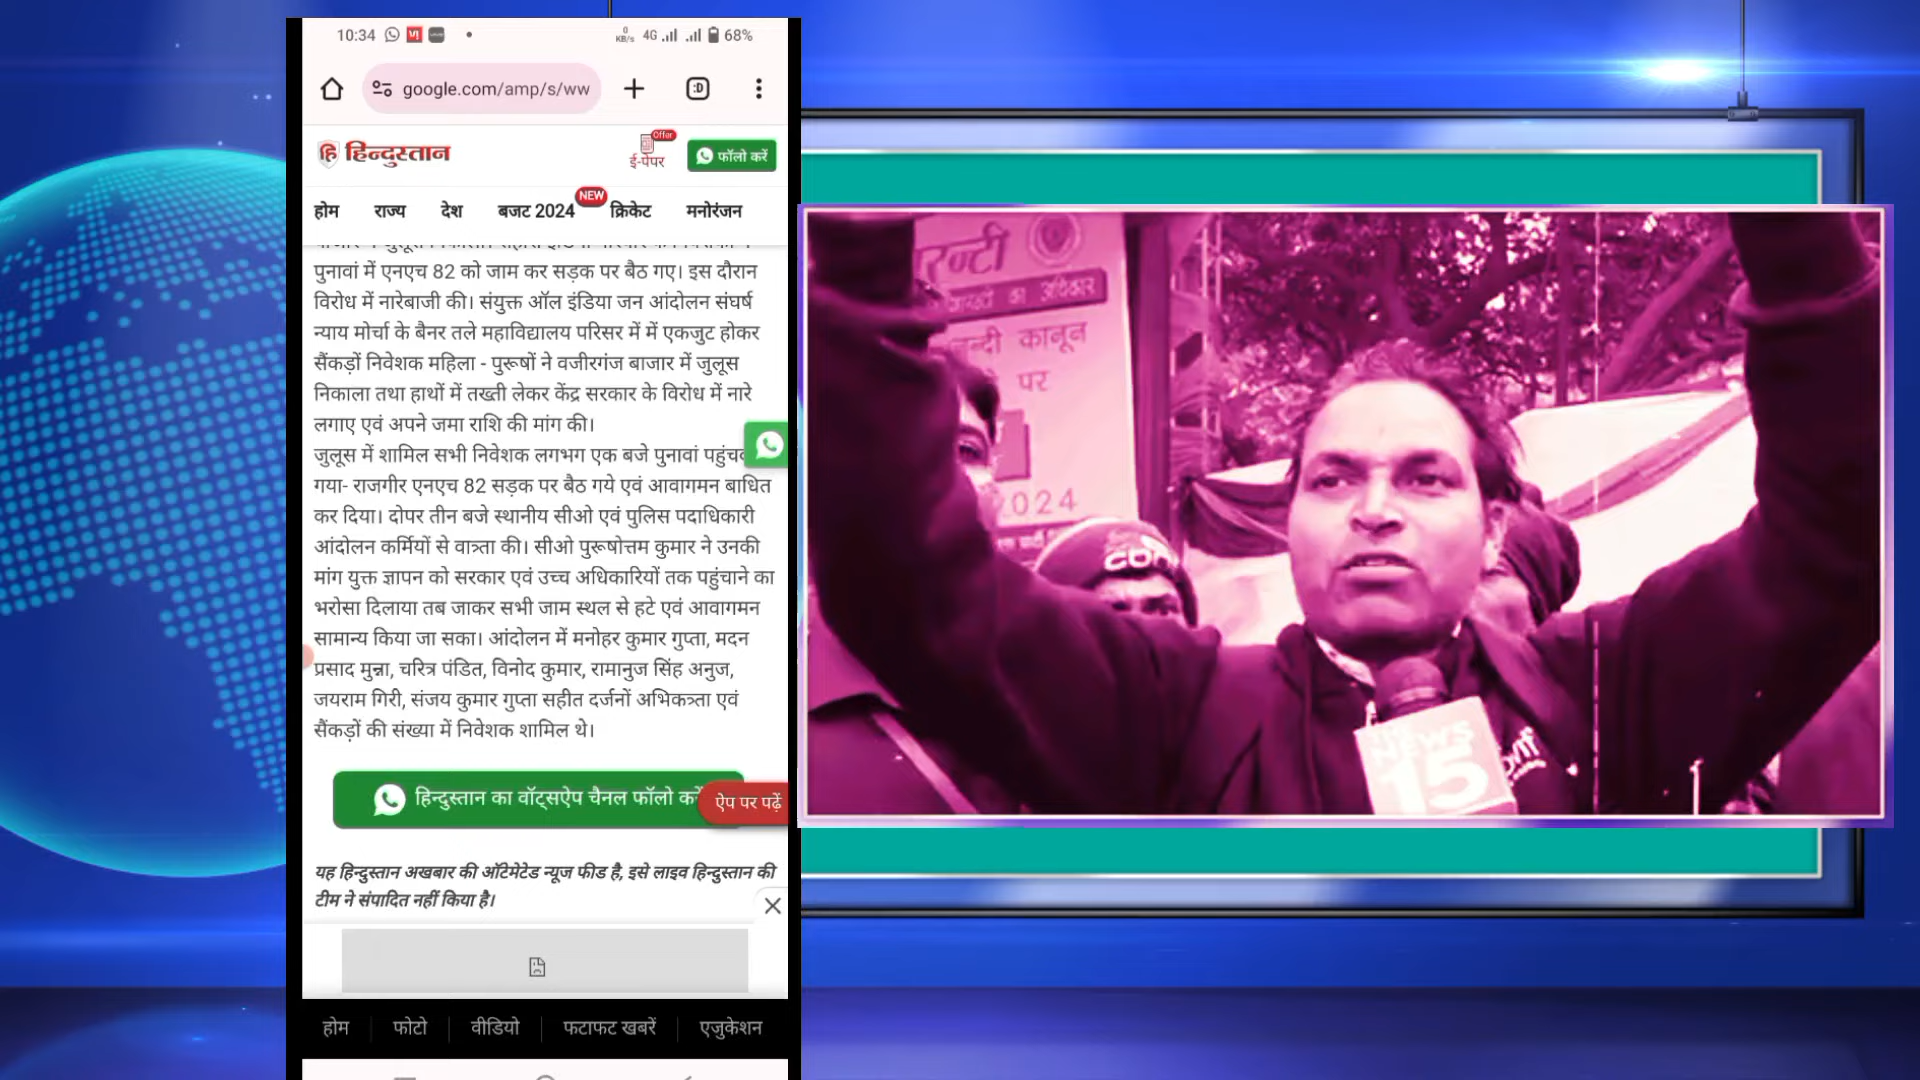 10:34
0 KB/s 4G 68%
google.com/amp/s/ww
:D
हि हिन्दुस्तान
Offer
ई-पेपर
फॉलो करें
NEW
होम राज्य देश बजट 2024 क्रिकेट मनोरंजन
पुनावां में एनएच 82 को जाम कर सड़क पर बैठ गए। इस दौरान
विरोध में नारेबाजी की। संयुक्त ऑल इंडिया जन आंदोलन संघर्ष
न्याय मोर्चा के बैनर तले महाविद्यालय परिसर में में एकजुट होकर
सैंकड़ों निवेशक महिला - पुरूषों ने वजीरगंज बाजार में जुलूस
निकाला तथा हाथों में तख्ती लेकर केंद्र सरकार के विरोध में नारे
लगाए एवं अपने जमा राशि की मांग की।
जुलूस में शामिल सभी निवेशक लगभग एक बजे पुनावां
गया- राजगीर एनएच 82 सड़क पर बैठ गये एवं आवागमन बाधित
कर दिया। दोपर तीन बजे स्थानीय सीओ एवं पुलिस पदाधिकारी
आंदोलन कर्मियों से वात्र्ता की। सीओ पुरूषोत्तम कुमार ने उनकी
मांग युक्त ज्ञापन को सरकार एवं उच्च अधिकारियों तक पहुंचाने का
भरोसा दिलाया तब जाकर सभी जाम स्थल से हटे एवं आवागमन
सामान्य किया जा सका। आंदोलन में मनोहर कुमार गुप्ता, मदन
प्रसाद मुन्ना, चरित्र पंडित, विनोद कुमार, रामानुज सिंह अनुज,
जयराम गिरी, संजय कुमार गुप्ता सहीत दर्जनों अभिकत्र्ता एवं
सैंकड़ों की संख्या में निवेशक शामिल थे।
हिन्दुस्तान का वॉट्सऐप चैनल फॉलो करें
ऐप पर पढ़ें
यह हिन्दुस्तान अखबार की ऑटेमेटेड न्यूज फीड है, इसे लाइव हिन्दुस्तान की
टीम ने संपादित नहीं किया है।
होम फोटो वीडियो फटाफट खबरें एजुकेशन
का अधिकार
कानून
पर
2024
NEWS
15